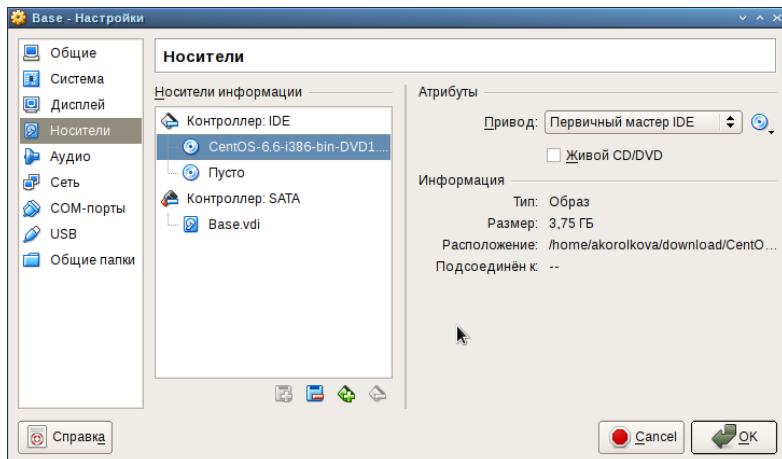 Base - Настройки
Общие
Система
Дисплей
Носители
Аудио
Сеть
COM-порты
USB
Общие папки
Носители
Носители информации
Контроллер: IDE
CentOS-6.6-i386-bin-DVD1....
Пусто
Контроллер: SATA
Base.vdi
Атрибуты
Привод: Первичный мастер IDE
Живой CD/DVD
Информация
Тип: Образ
Размер: 3,75 ГБ
Расположение: /home/akorolkova/download/CentO...
Подсоединён к: --
Справка
Cancel
OK